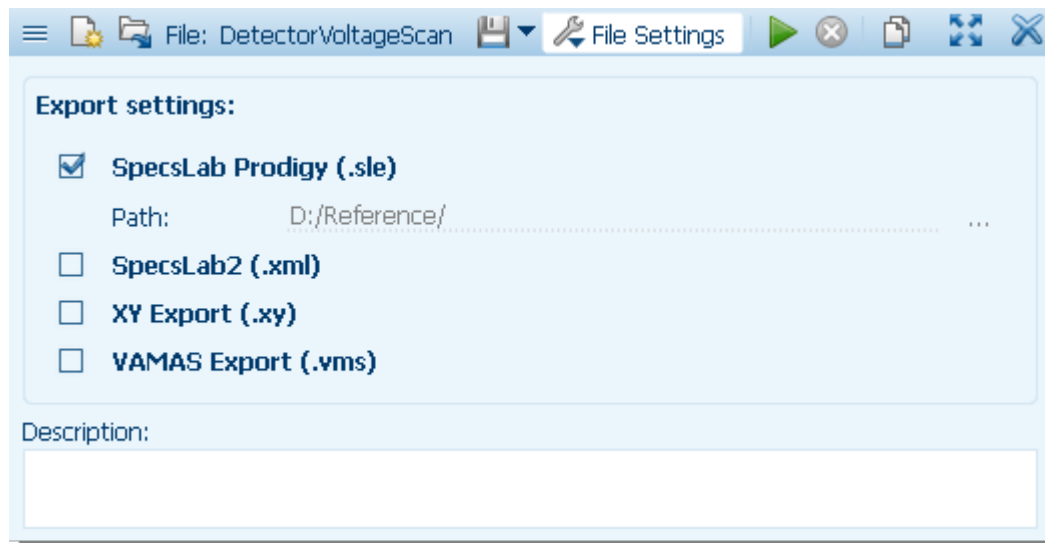 File: DetectorVoltageScan File Settings
Export settings:
SpecsLab Prodigy (.sle)
Path: D:/Reference/ ...
SpecsLab2 (.xml)
XY Export (.xy)
VAMAS Export (.vms)
Description: